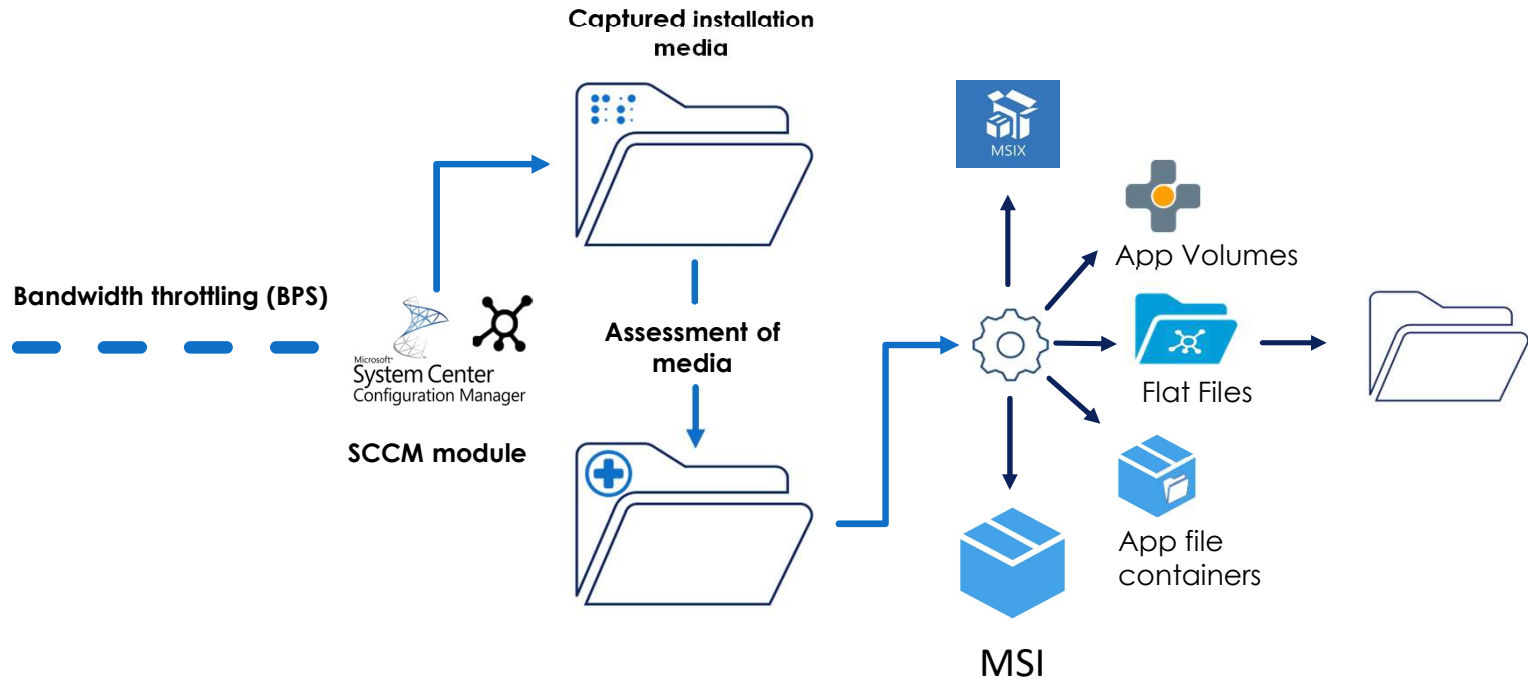 Captured installation
media
MSIX
App Volumes
Bandwidth throttling (BPS)
Microsoft®
System Center
Configuration Manager
SCCM module
Assessment of
media
Flat Files
App file
containers
MSI